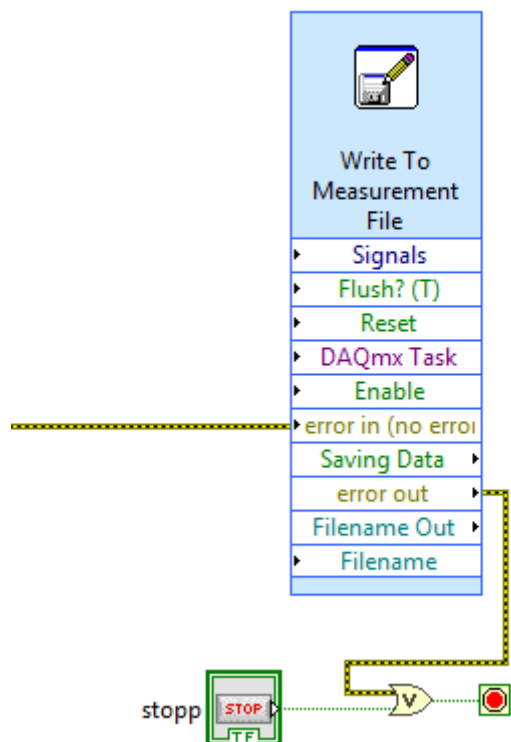 Write To
Measurement
File
Signals
Flush? (T)
Reset
DAQmx Task
Enable
error in (no erroi
Saving Data
error out
Filename Out
Filename
stopp
STOP
TF
V